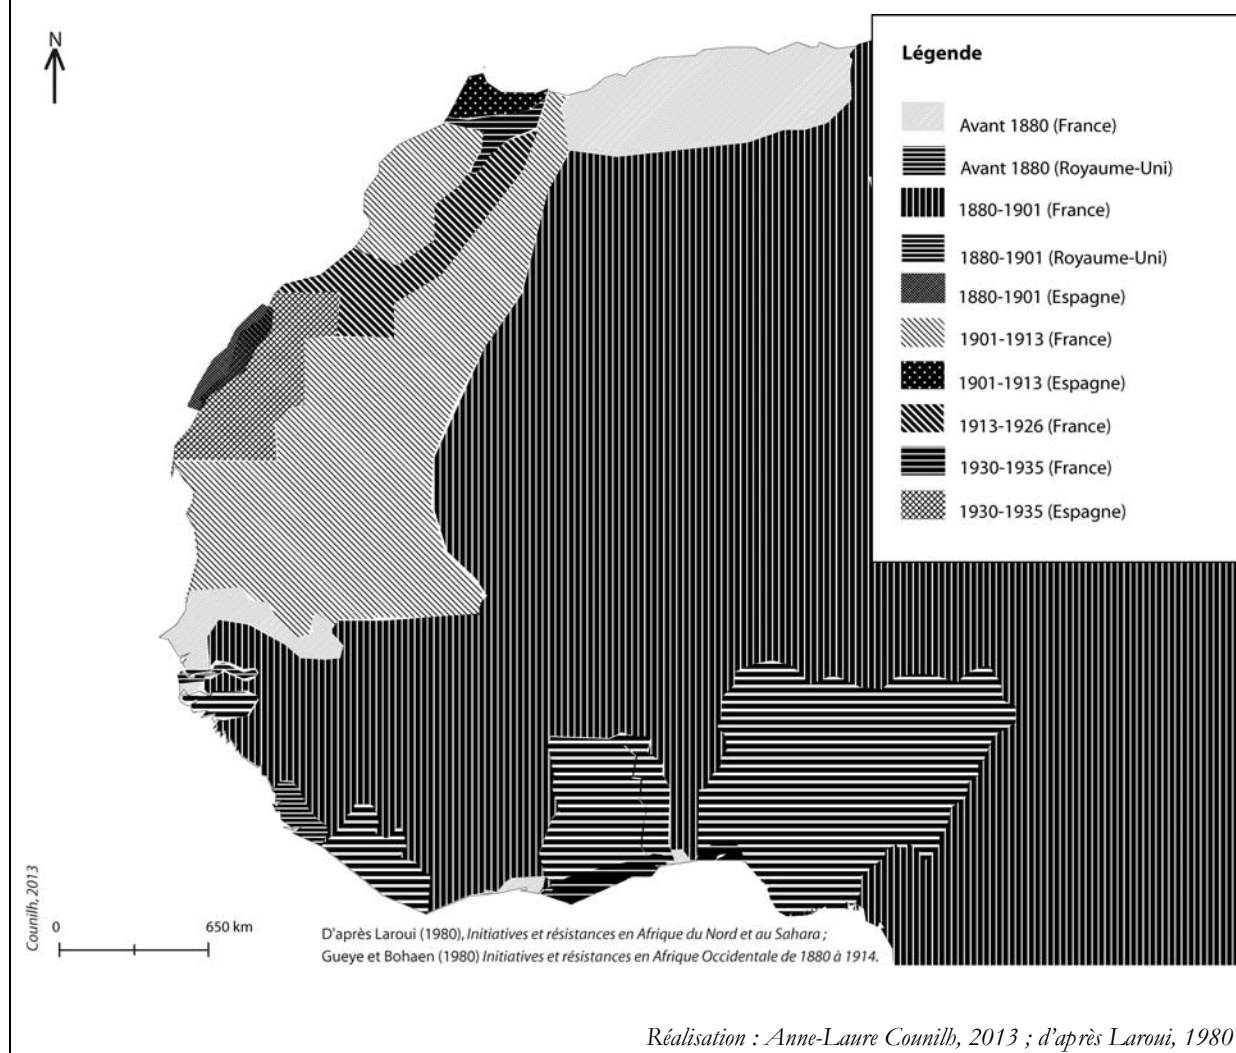 N
Légende
Avant 1880 (France)
Avant 1880 (Royaume-Uni)
1880-1901 (France)
1880-1901 (Royaume-Uni)
1880-1901 (Espagne)
1901-1913 (France)
1901-1913 (Espagne)
1913-1926 (France)
1930-1935 (France)
1930-1935 (Espagne)
Counilh, 2013
0 650 km
D'après Laroui (1980), Initiatives et résistances en Afrique du Nord et au Sahara ;
Gueye et Bohaen (1980) Initiatives et résistances en Afrique Occidentale de 1880 à 1914.
Réalisation : Anne-Laure Counilh, 2013 ; d'après Laroui, 1980